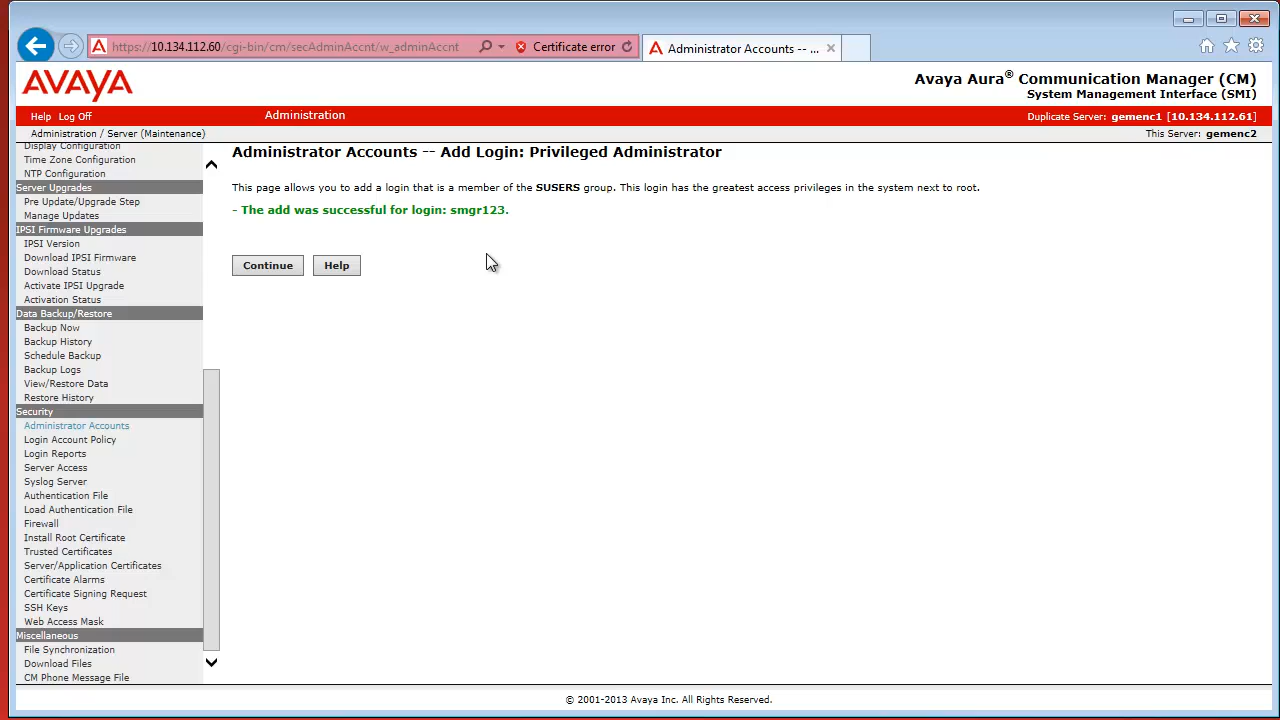 https://10.134.112.60/cgi-bin/cm/secAdminAccnt/w_adminAccnt
Certificate error
Administrator Accounts -- ...
AVAYA
Avaya Aura® Communication Manager (CM)
System Management Interface (SMI)
Help Log Off
Administration
Duplicate Server: gemenc1 [10.134.112.61]
Administration / Server (Maintenance)
This Server: gemenc2
Display Configuration
Time Zone Configuration
NTP Configuration
Server Upgrades
Pre Update/Upgrade Step
Manage Updates
IPSI Firmware Upgrades
IPSI Version
Download IPSI Firmware
Download Status
Activate IPSI Upgrade
Activation Status
Data Backup/Restore
Backup Now
Backup History
Schedule Backup
Backup Logs
View/Restore Data
Restore History
Security
Administrator Accounts
Login Account Policy
Login Reports
Server Access
Syslog Server
Authentication File
Load Authentication File
Firewall
Install Root Certificate
Trusted Certificates
Server/Application Certificates
Certificate Alarms
Certificate Signing Request
SSH Keys
Web Access Mask
Miscellaneous
File Synchronization
Download Files
CM Phone Message File
Administrator Accounts -- Add Login: Privileged Administrator
This page allows you to add a login that is a member of the SUSERS group. This login has the greatest access privileges in the system next to root.
- The add was successful for login: smgr123.
Continue
Help
© 2001-2013 Avaya Inc. All Rights Reserved.